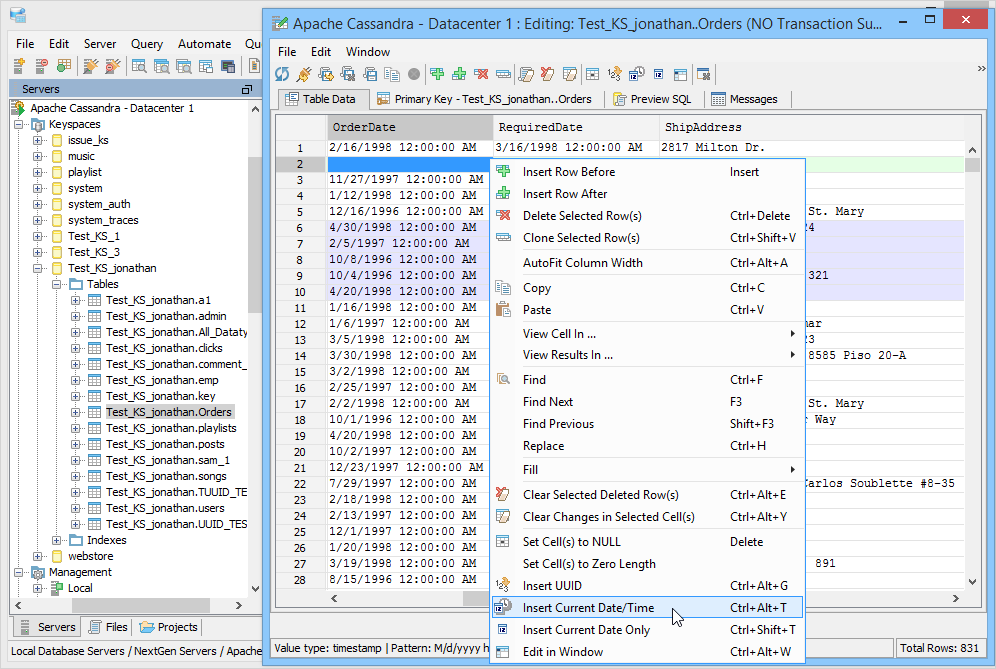 File Edit Server Query Automate Qu
Servers
Apache Cassandra - Datacenter 1
Keyspaces
issue_ks
music
playlist
system
system_auth
system_traces
Test_KS_1
Test_KS_3
Test_KS_jonathan
Tables
Test_KS_jonathan.a1
Test_KS_jonathan.admin
Test_KS_jonathan.All_Dataty
Test_KS_jonathan.clicks
Test_KS_jonathan.comment_
Test_KS_jonathan.emp
Test_KS_jonathan.key
Test_KS_jonathan.Orders
Test_KS_jonathan.playlists
Test_KS_jonathan.posts
Test_KS_jonathan.sam_1
Test_KS_jonathan.songs
Test_KS_jonathan.TUUID_TE
Test_KS_jonathan.users
Test_KS_jonathan.UUID_TES
Indexes
webstore
Management
Local
Servers Files Projects
Local Database Servers / NextGen Servers / Apache
Apache Cassandra - Datacenter 1 : Editing: Test_KS_jonathan..Orders (NO Transaction Su...
File Edit Window
Table Data Primary Key - Test_KS_jonathan..Orders Preview SQL Messages
OrderDate RequiredDate ShipAddress
1 2/16/1998 12:00:00 AM 3/16/1998 12:00:00 AM 2817 Milton Dr.
2
3 11/27/1997 12:00:00 AM
4 1/12/1998 12:00:00 AM
5 12/16/1996 12:00:00 AM St. Mary
6 4/30/1998 12:00:00 AM 24
7 2/5/1997 12:00:00 AM
8 10/8/1996 12:00:00 AM
9 10/4/1996 12:00:00 AM 321
10 4/20/1998 12:00:00 AM
11 1/16/1998 12:00:00 AM
12 1/6/1997 12:00:00 AM mar
13 3/5/1998 12:00:00 AM 23
14 3/30/1998 12:00:00 AM 8585 Piso 20-A
15 3/2/1998 12:00:00 AM
16 2/25/1997 12:00:00 AM
17 2/2/1998 12:00:00 AM St. Mary
18 10/1/1996 12:00:00 AM Way
19 4/20/1998 12:00:00 AM
20 10/2/1997 12:00:00 AM
21 12/23/1997 12:00:00 AM
22 7/29/1997 12:00:00 AM Carlos Soublette #8-35
23 2/18/1998 12:00:00 AM
24 2/13/1997 12:00:00 AM
25 12/1/1997 12:00:00 AM
26 1/20/1998 12:00:00 AM
27 3/19/1998 12:00:00 AM 891
28 8/15/1996 12:00:00 AM
Insert Row Before Insert
Insert Row After
Delete Selected Row(s) Ctrl+Delete
Clone Selected Row(s) Ctrl+Shift+V
AutoFit Column Width Ctrl+Alt+A
Copy Ctrl+C
Paste Ctrl+V
View Cell In ...
View Results In ...
Find Ctrl+F
Find Next F3
Find Previous Shift+F3
Replace Ctrl+H
Fill
Clear Selected Deleted Row(s) Ctrl+Alt+E
Clear Changes in Selected Cell(s) Ctrl+Alt+Y
Set Cell(s) to NULL Delete
Set Cell(s) to Zero Length
Insert UUID Ctrl+Alt+G
Insert Current Date/Time Ctrl+Alt+T
Insert Current Date Only Ctrl+Shift+T
Edit in Window Ctrl+Alt+W
Value type: timestamp | Pattern: M/d/yyyy h
Total Rows: 831